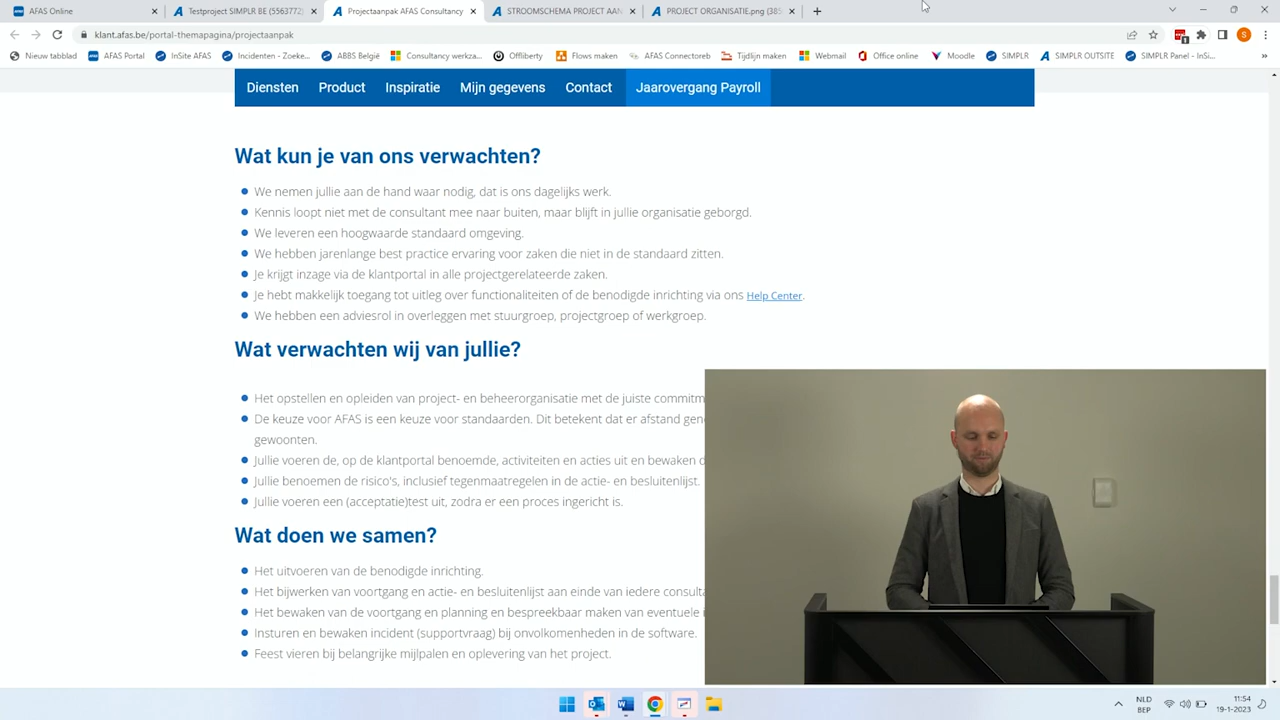 AFAS Online
Testproject SIMPLR BE (5563772)
Projectaanpak AFAS Consultancy
STROOMSCHEMA PROJECT AAN
PROJECT ORGANISATIE.png (385
klant.afas.be/portal-themapagina/projectaanpak
Nieuw tabblad
AFAS Portal
InSite AFAS
Incidenten - Zoeke...
ABBS België
Consultancy werkza...
Offliberty
Flows maken
AFAS Connectoreb
Tijdlijn maken
Webmail
Office online
Moodle
SIMPLR
SIMPLR OUTSITE
SIMPLR Panel - InSi...
Diensten
Product
Inspiratie
Mijn gegevens
Contact
Jaarovergang Payroll
Wat kun je van ons verwachten?
We nemen jullie aan de hand waar nodig, dat is ons dagelijks werk.
Kennis loopt niet met de consultant mee naar buiten, maar blijft in jullie organisatie geborgd.
We leveren een hoogwaarde standaard omgeving.
We hebben jarenlange best practice ervaring voor zaken die niet in de standaard zitten.
Je krijgt inzage via de klantportal in alle projectgerelateerde zaken.
Je hebt makkelijk toegang tot uitleg over functionaliteiten of de benodigde inrichting via ons Help Center.
We hebben een adviesrol in overleggen met stuurgroep, projectgroep of werkgroep.
Wat verwachten wij van jullie?
Het opstellen en opleiden van project- en beheerorganisatie met de juiste commitm
De keuze voor AFAS is een keuze voor standaarden. Dit betekent dat er afstand gen
gewoonten.
Jullie voeren de, op de klantportal benoemde, activiteiten en acties uit en bewaken d
Jullie benoemen de risico's, inclusief tegenmaatregelen in de actie- en besluitenlijst.
Jullie voeren een (acceptatie)test uit, zodra er een proces ingericht is.
Wat doen we samen?
Het uitvoeren van de benodigde inrichting.
Het bijwerken van voortgang en actie- en besluitenlijst aan einde van iedere consulta
Het bewaken van de voortgang en planning en bespreekbaar maken van eventuele
Insturen en bewaken incident (supportvraag) bij onvolkomenheden in de software.
Feest vieren bij belangrijke mijlpalen en oplevering van het project.
NLD
BEP
11:54
19-1-2023